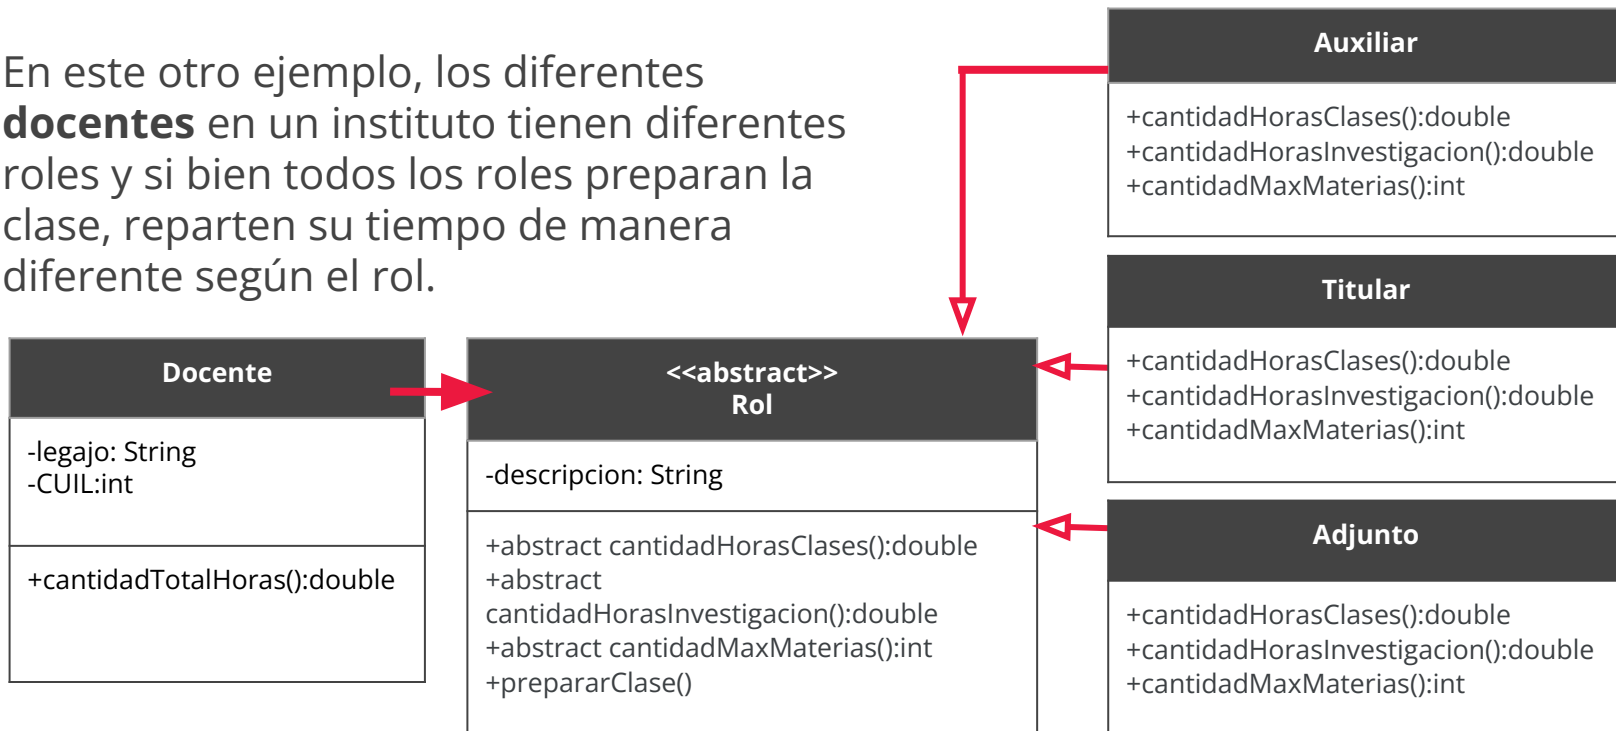 En este otro ejemplo, los diferentes
docentes en un instituto tienen diferentes
roles y si bien todos los roles preparan la
clase, reparten su tiempo de manera
diferente según el rol.
Docente
-legajo: String
-CUIL:int
+cantidadTotalHoras():double
<<abstract>>
Rol
-descripcion: String
+abstract cantidadHorasClases():double
+abstract
cantidadHorasInvestigacion():double
+abstract cantidadMaxMaterias():int
+prepararClase()
Auxiliar
+cantidadHorasClases():double
+cantidadHorasInvestigacion():double
+cantidadMaxMaterias():int
Titular
+cantidadHorasClases():double
+cantidadHorasInvestigacion():double
+cantidadMaxMaterias():int
Adjunto
+cantidadHorasClases():double
+cantidadHorasInvestigacion():double
+cantidadMaxMaterias():int